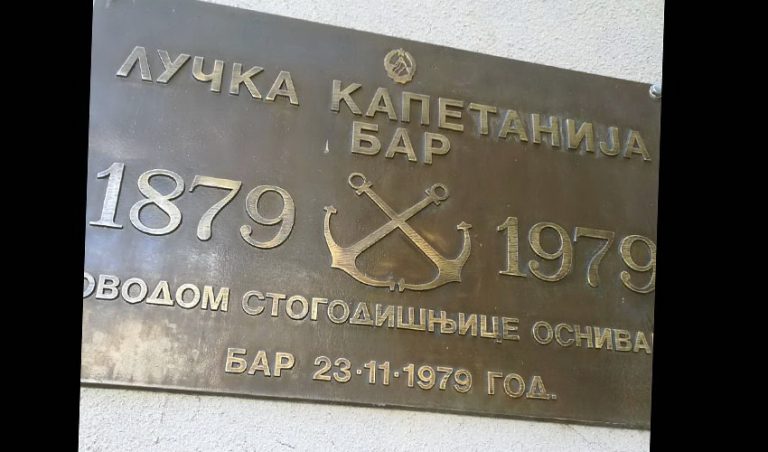 ЛУЧКА КАПЕТАНИЈА
БАР
1879 1979
ОВОДОМ СТОГОДИШЊИЦЕ ОСНИВА
БАР 23·11·1979 ГОД.